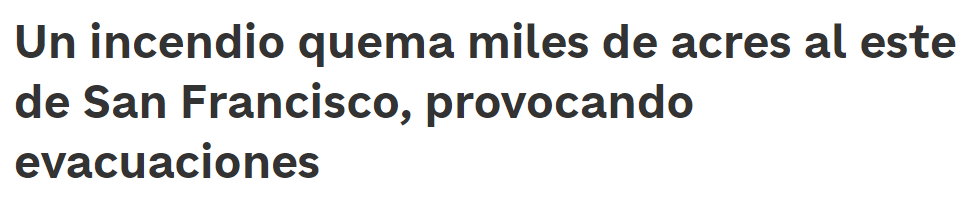 Un incendio quema miles de acres al este
de San Francisco, provocando
evacuaciones